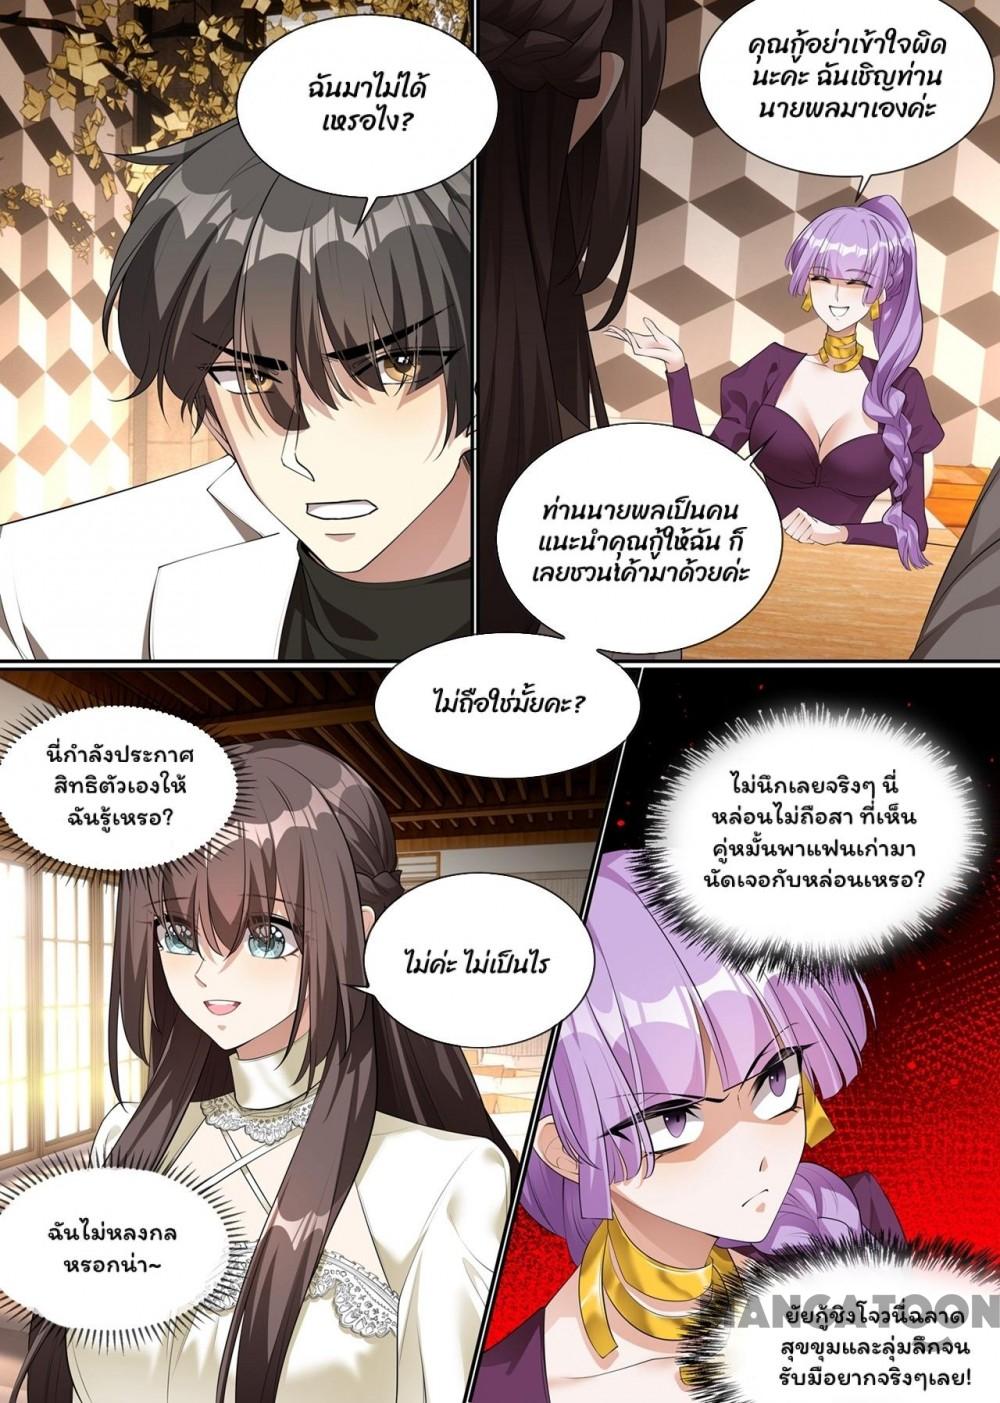 ฉันมาไม่ได้
เหรอไง?
คุณกู้อย่าเข้าใจผิด
นะคะ ฉันเชิญท่าน
นายพลมาเองค่ะ
ท่านนายพลเป็นคน
แนะนำคุณกู้ให้ฉัน ก็
เลยชวนเค้ามาด้วยค่ะ
ไม่ถือใช่มั้ยคะ?
นี่กำลังประกาศ
สิทธิตัวเองให้
ฉันรู้เหรอ?
ไม่ค่ะ ไม่เป็นไร
ฉันไม่หลงกล
หรอกน่า~
ไม่นึกเลยจริงๆ นี่
หล่อนไม่ถือสา ที่เห็น
คู่หมั้นพาแฟนเก่ามา
นัดเจอกับหล่อนเหรอ?
MANGATOON
ยัยกู้ชิงโจวนี่ฉลาด
สุขขุมและลุ่มลึกจน
รับมือยากจริงๆเลย!